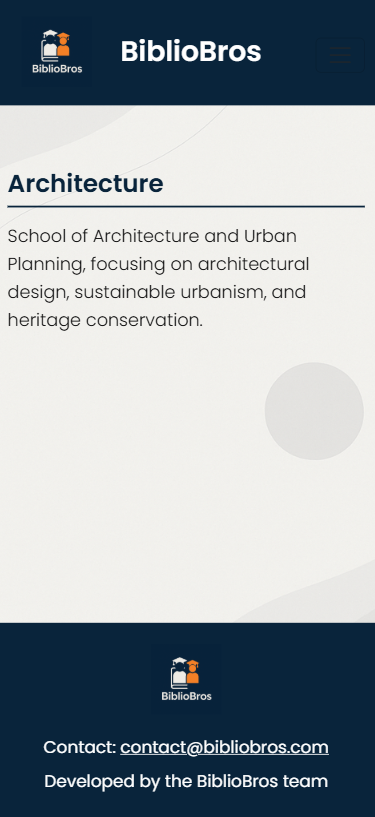 BiblioBros
BiblioBros
Architecture
School of Architecture and Urban
Planning, focusing on architectural
design, sustainable urbanism, and
heritage conservation.
BiblioBros
Contact: contact@bibliobros.com
Developed by the BiblioBros team